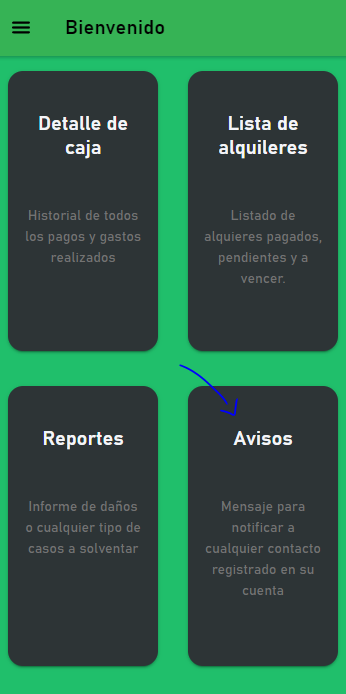 Bienvenido
Detalle de
caja
Historial de todos
los pagos y gastos
realizados
Lista de
alquileres
Listado de
alquieres pagados,
pendientes y a
vencer.
Reportes
Informe de daños
o cualquier tipo de
casos a solventar
Avisos
Mensaje para
notificar a
cualquier contacto
registrado en su
cuenta